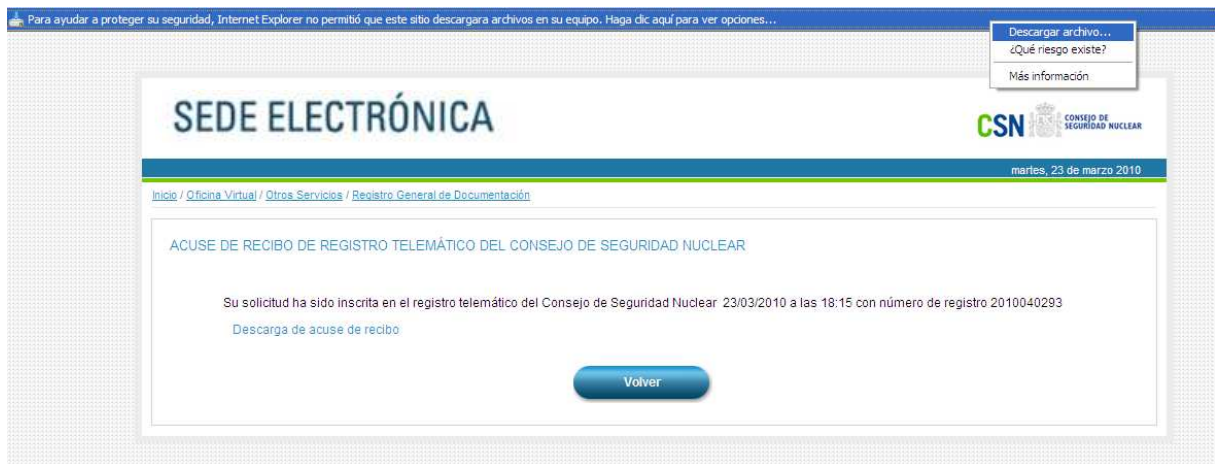 Para ayudar a proteger su seguridad, Internet Explorer no permitió que este sitio descargara archivos en su equipo. Haga clic aquí para ver opciones...
Descargar archivo...
¿Qué riesgo existe?
Más información
SEDE ELECTRÓNICA
CSN
CONSEJO DE
SEGURIDAD NUCLEAR
martes, 23 de marzo 2010
Inicio / Oficina Virtual / Otros Servicios / Registro General de Documentación
ACUSE DE RECIBO DE REGISTRO TELEMÁTICO DEL CONSEJO DE SEGURIDAD NUCLEAR
Su solicitud ha sido inscrita en el registro telemático del Consejo de Seguridad Nuclear 23/03/2010 a las 18:15 con número de registro 2010040293
Descarga de acuse de recibo
Volver